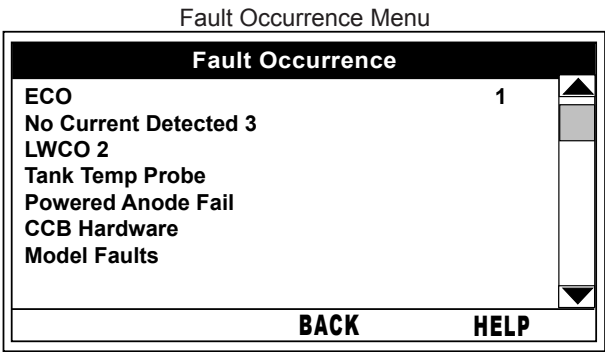 Fault Occurrence Menu
Fault Occurrence
ECO 1
No Current Detected 3
LWCO 2
Tank Temp Probe
Powered Anode Fail
CCB Hardware
Model Faults
BACK HELP